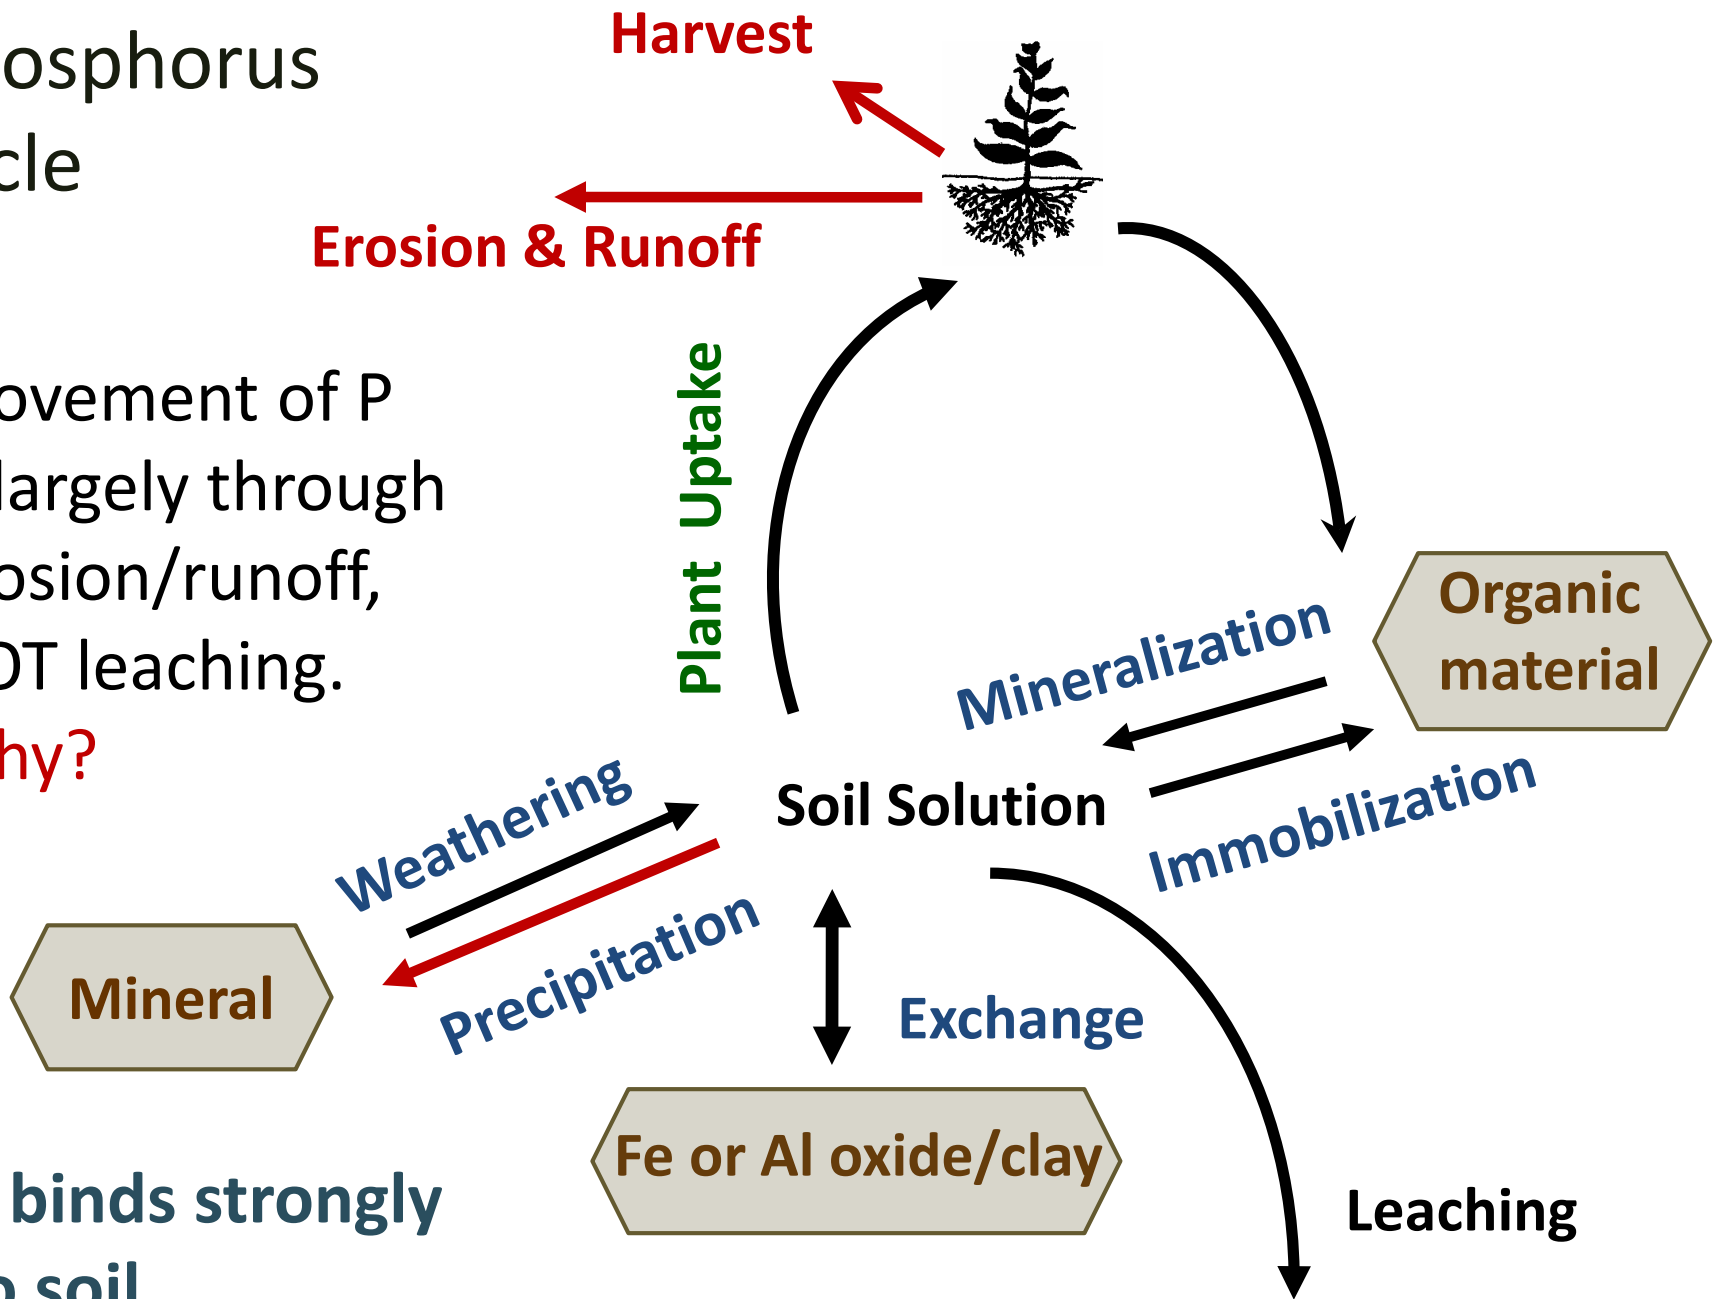 osphorus
cle
Harvest
Erosion & Runoff
ovement of P
largely through
osion/runoff,
OT leaching.
hy?
Plant Uptake
Organic
material
Mineralization
Immobilization
Soil Solution
Weathering
Precipitation
Mineral
Exchange
Fe or Al oxide/clay
Leaching
binds strongly
o soil